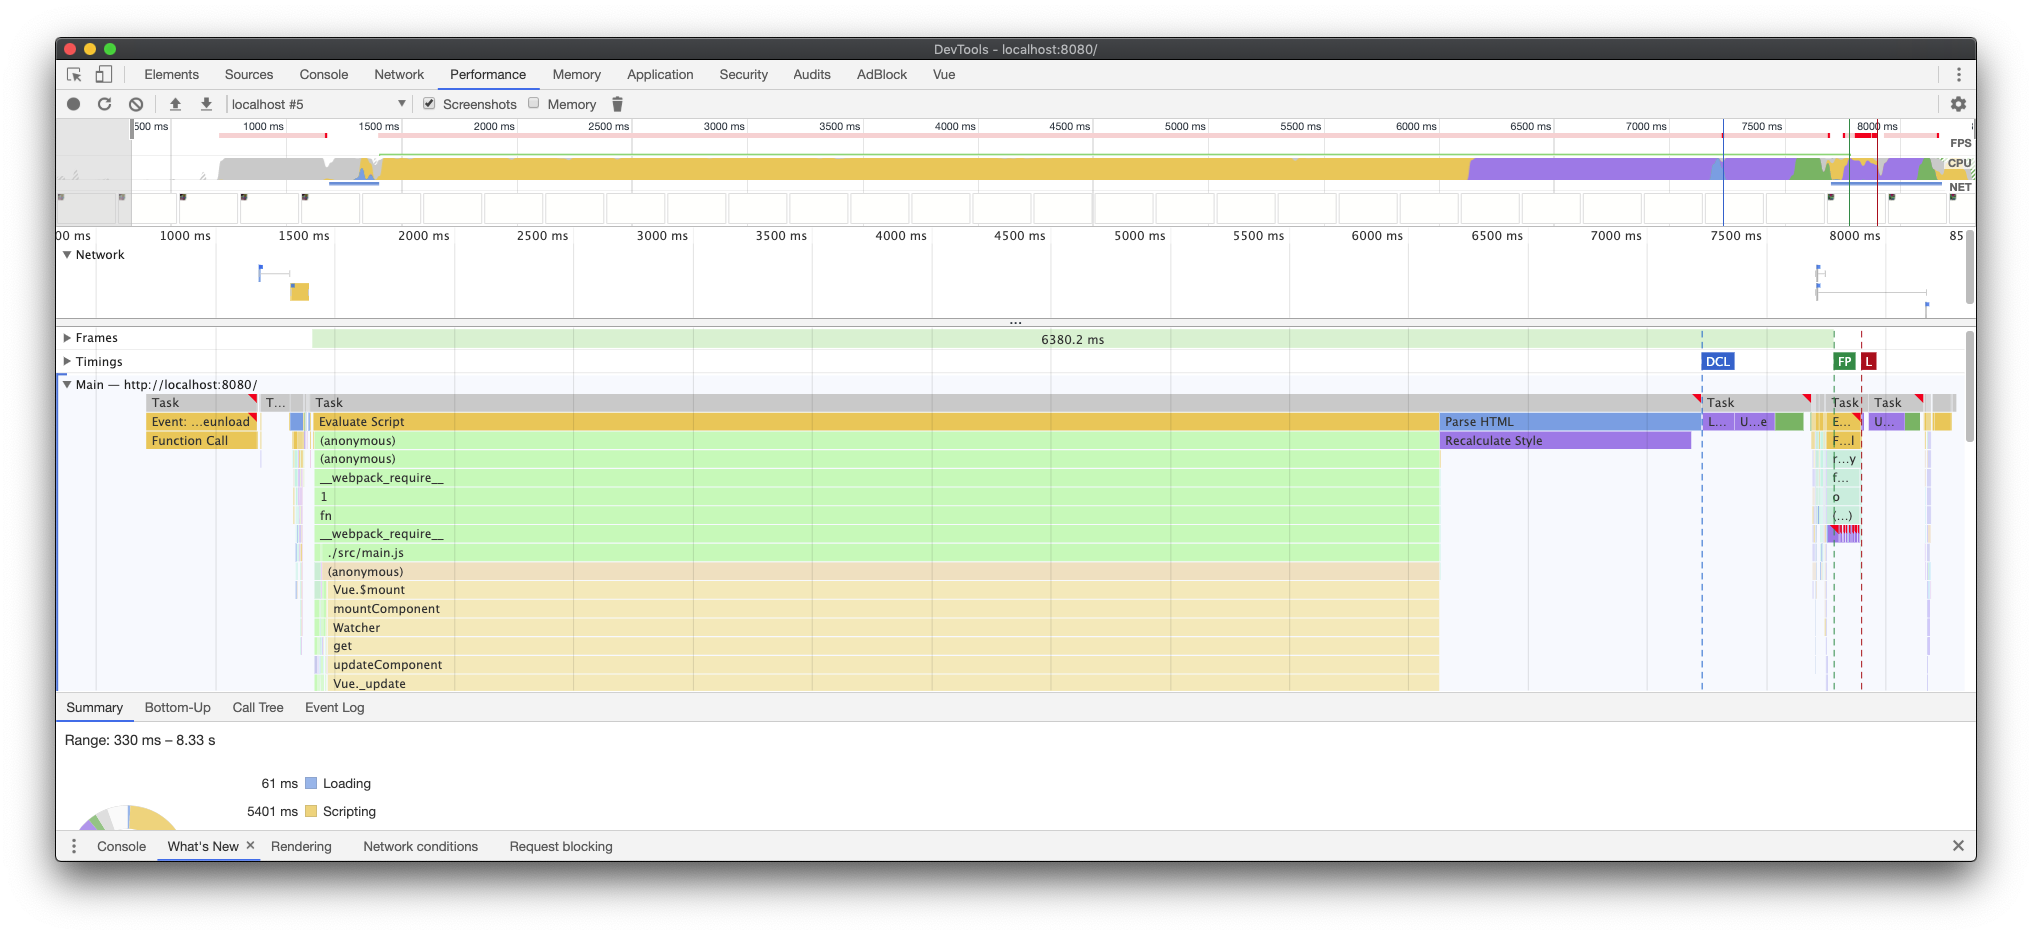 DevTools - localhost:8080/
Elements Sources Console Network Performance Memory Application Security Audits AdBlock Vue
localhost #5 ▼ Screenshots Memory
500 ms 1000 ms 1500 ms 2000 ms 2500 ms 3000 ms 3500 ms 4000 ms 4500 ms 5000 ms 5500 ms 6000 ms 6500 ms 7000 ms 7500 ms 8000 ms
FPS
CPU
NET
00 ms 1000 ms 1500 ms 2000 ms 2500 ms 3000 ms 3500 ms 4000 ms 4500 ms 5000 ms 5500 ms 6000 ms 6500 ms 7000 ms 7500 ms 8000 ms 85
▼ Network
...
▶ Frames 6380.2 ms
▶ Timings DCL FP L
▼ Main — http://localhost:8080/
Task T... Task Task Task Task
Event: ...eunload Evaluate Script Parse HTML L... U...e E... U...
Function Call (anonymous) Recalculate Style F...l
(anonymous) r...y
__webpack_require__ f...
1 o
fn (...)
__webpack_require__
./src/main.js
(anonymous)
Vue.$mount
mountComponent
Watcher
get
updateComponent
Vue._update
Summary Bottom-Up Call Tree Event Log
Range: 330 ms – 8.33 s
61 ms Loading
5401 ms Scripting
Console What's New × Rendering Network conditions Request blocking